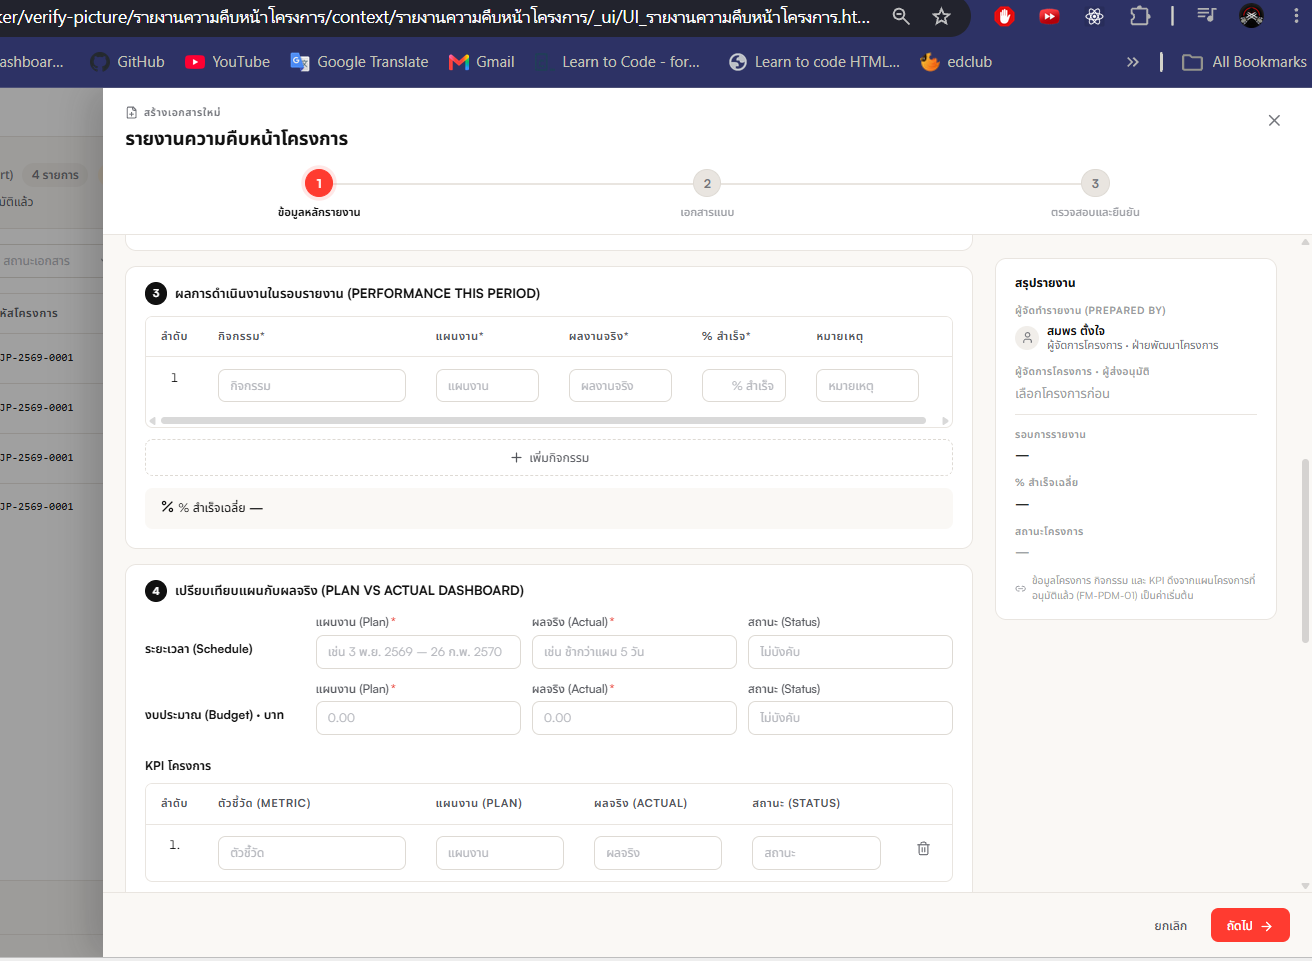 ker/verify-picture/รายงานความคืบหน้าโครงการ/context/รายงานความคืบหน้าโครงการ/_ui/UI_รายงานความคืบหน้าโครงการ.ht...
ashboar... GitHub YouTube Google Translate Gmail Learn to Code - for... Learn to code HTML... edclub » All Bookmarks
rt) 4 รายการ
มัติแล้ว
สถานะเอกสาร
หัสโครงการ
JP-2569-0001
JP-2569-0001
JP-2569-0001
JP-2569-0001
สร้างเอกสารใหม่
รายงานความคืบหน้าโครงการ
1 2 3
ข้อมูลหลักรายงาน เอกสารแนบ ตรวจสอบและยืนยัน
3 ผลการดำเนินงานในรอบรายงาน (PERFORMANCE THIS PERIOD)
ลำดับ กิจกรรม* แผนงาน* ผลงานจริง* % สำเร็จ* หมายเหตุ
1 กิจกรรม แผนงาน ผลงานจริง % สำเร็จ หมายเหตุ
+ เพิ่มกิจกรรม
% % สำเร็จเฉลี่ย —
4 เปรียบเทียบแผนกับผลจริง (PLAN VS ACTUAL DASHBOARD)
แผนงาน (Plan)* ผลจริง (Actual)* สถานะ (Status)
ระยะเวลา (Schedule) เช่น 3 พ.ย. 2569 — 26 ก.พ. 2570 เช่น ช้ากว่าแผน 5 วัน ไม่บังคับ
แผนงาน (Plan)* ผลจริง (Actual)* สถานะ (Status)
งบประมาณ (Budget) • บาท 0.00 0.00 ไม่บังคับ
KPI โครงการ
ลำดับ ตัวชี้วัด (METRIC) แผนงาน (PLAN) ผลจริง (ACTUAL) สถานะ (STATUS)
1. ตัวชี้วัด แผนงาน ผลจริง สถานะ
สรุปรายงาน
ผู้จัดทำรายงาน (PREPARED BY)
สมพร ตั้งใจ
ผู้จัดการโครงการ • ฝ่ายพัฒนาโครงการ
ผู้จัดการโครงการ • ผู้ส่งอนุมัติ
เลือกโครงการก่อน
รอบการรายงาน
—
% สำเร็จเฉลี่ย
—
สถานะโครงการ
—
ข้อมูลโครงการ กิจกรรม และ KPI ดึงจากแผนโครงการที่
อนุมัติแล้ว (FM-PDM-01) เป็นค่าเริ่มต้น
ยกเลิก ถัดไป →